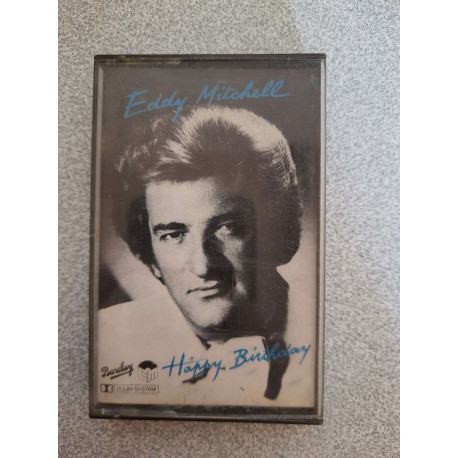 Eddy Mitchell
Barclay
Happy Birthday
DOLBY SYSTEM